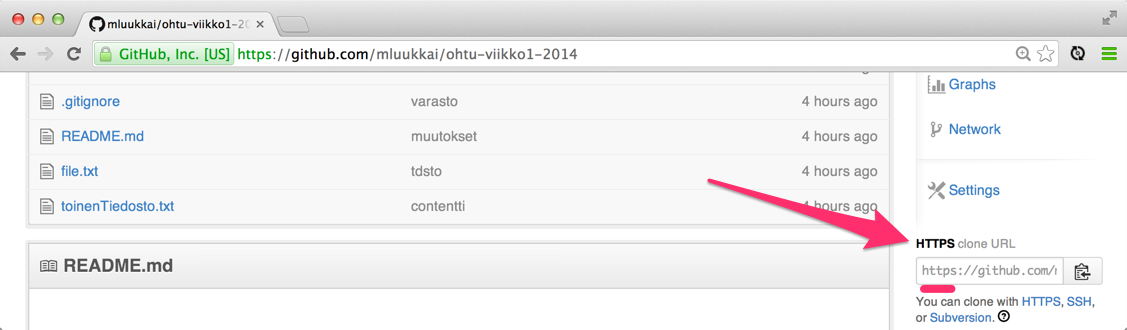 mluukkai/ohtu-viikko1-20
GitHub, Inc. [US] https://github.com/mluukkai/ohtu-viikko1-2014
.gitignore varasto 4 hours ago
README.md muutokset 4 hours ago
file.txt tdsto 4 hours ago
toinenTiedosto.txt contentti 4 hours ago
README.md
Graphs
Network
Settings
HTTPS clone URL
https://github.com/
You can clone with HTTPS, SSH,
or Subversion.